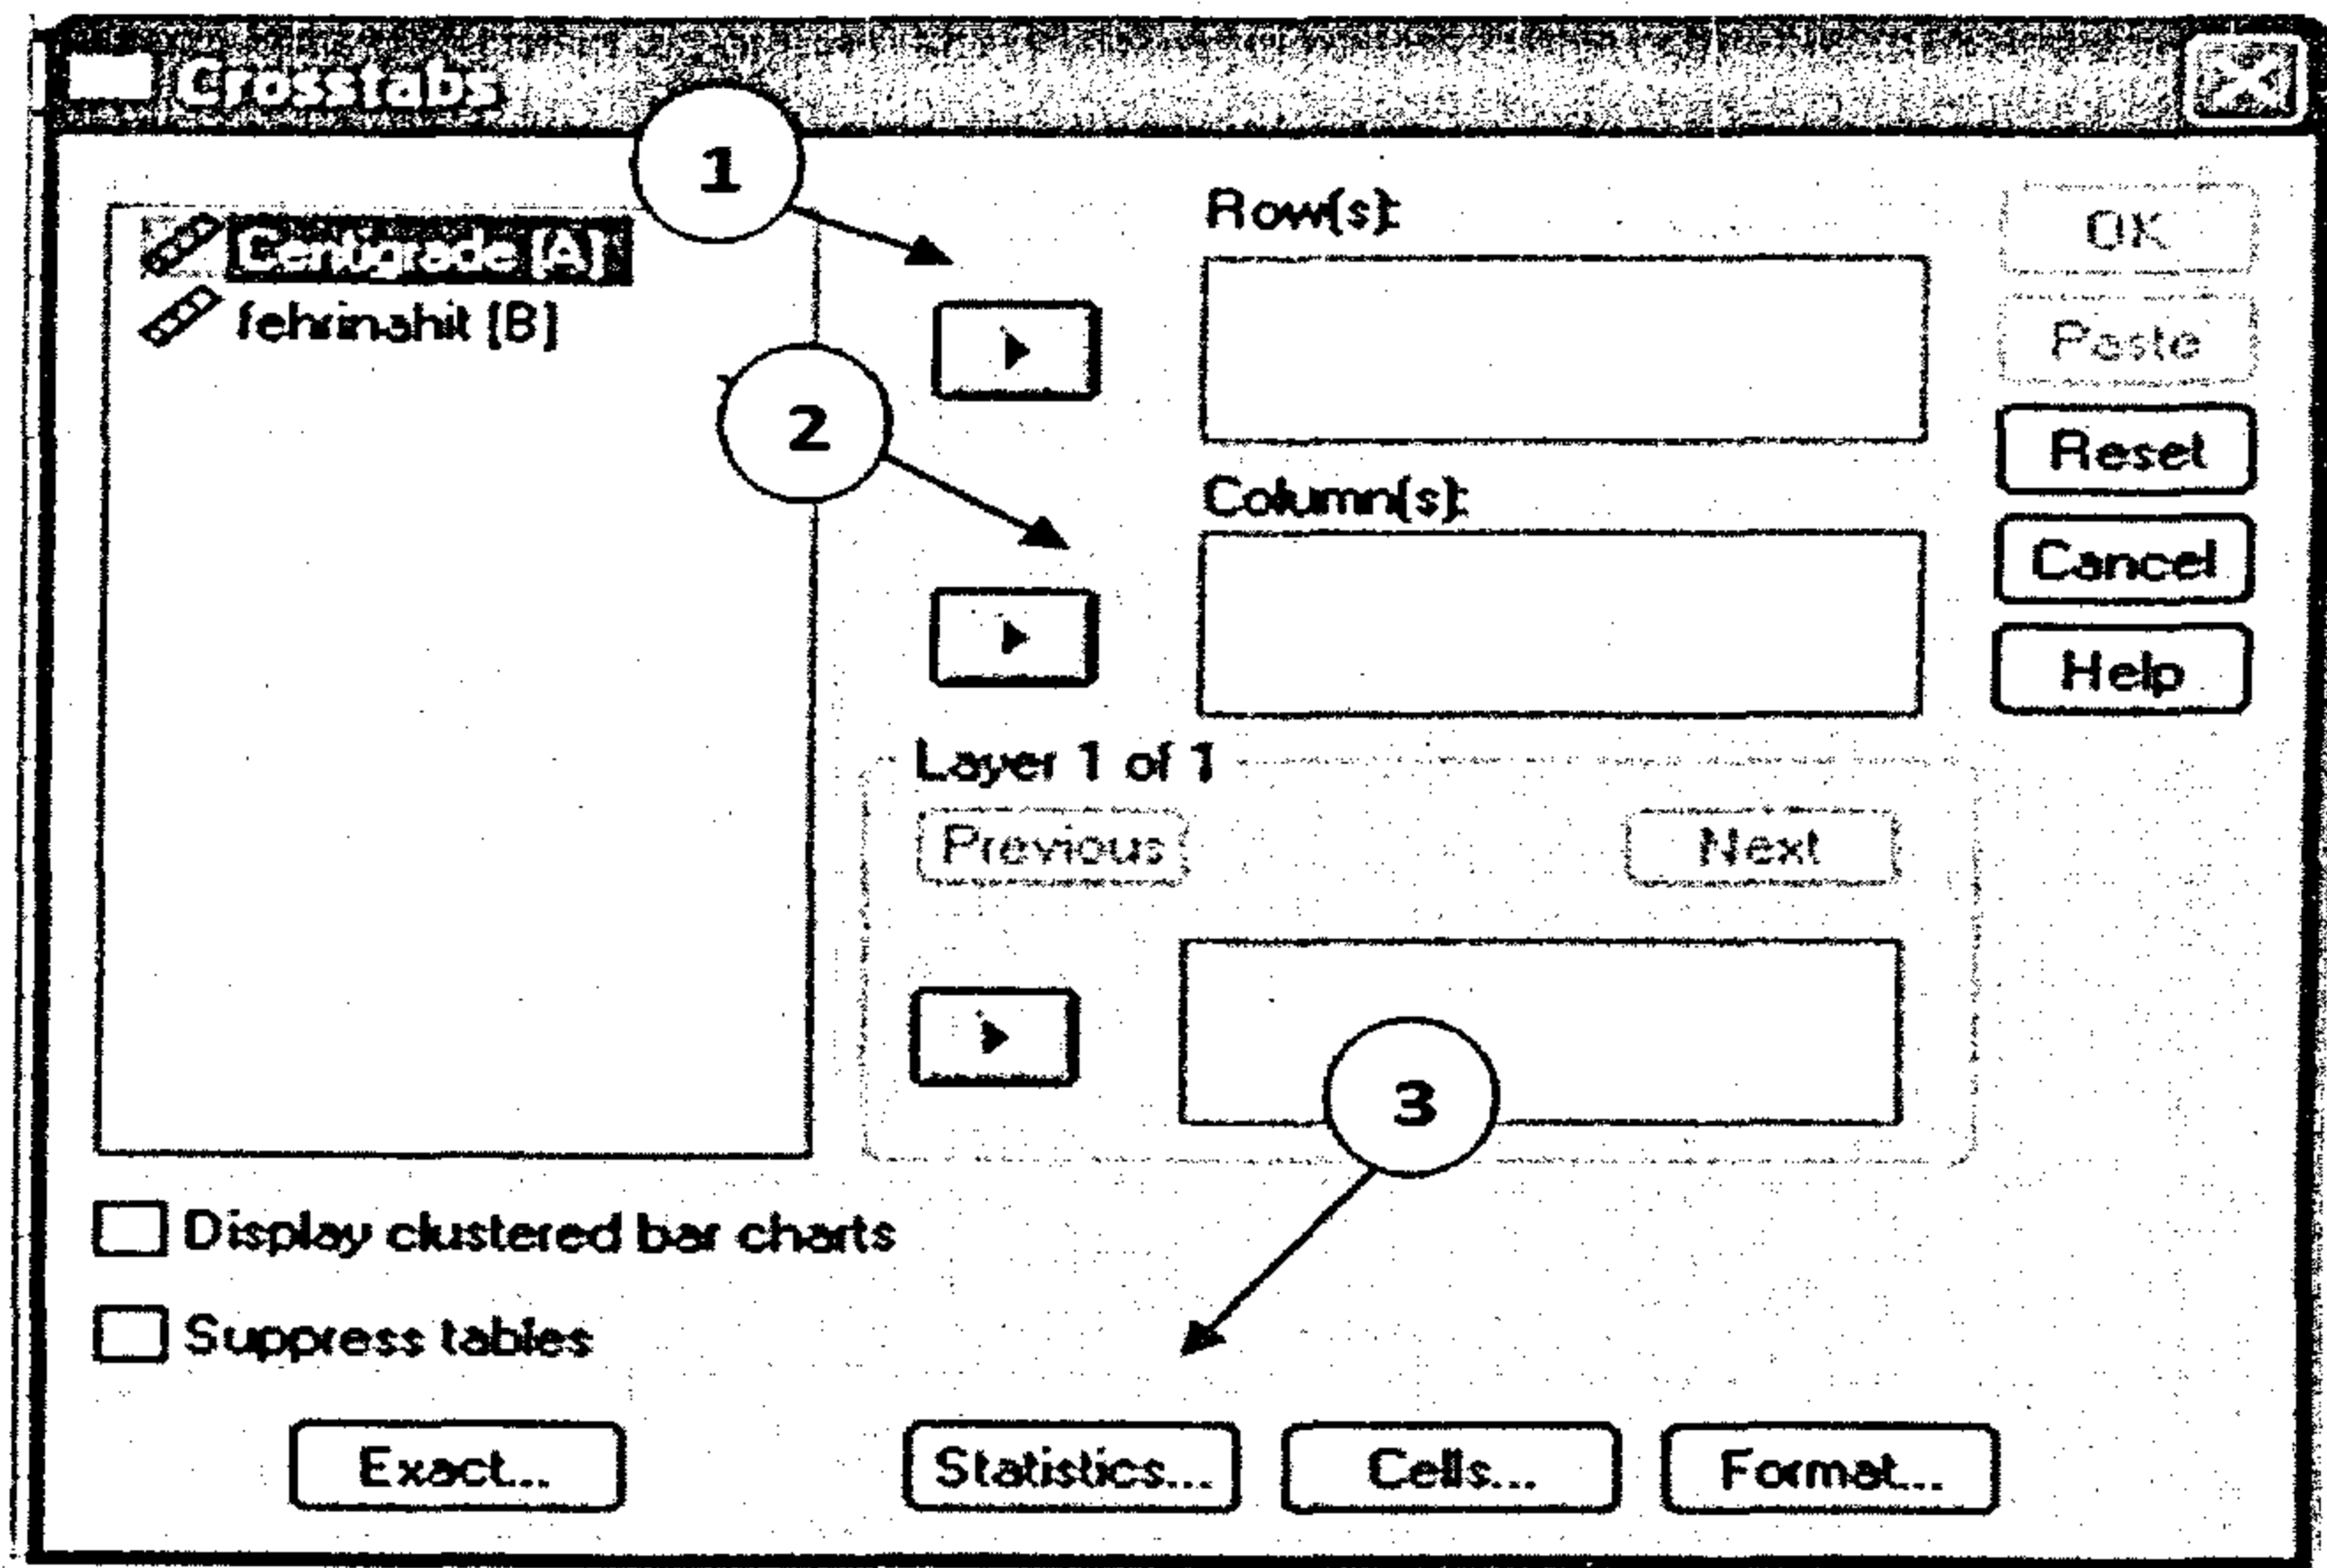 Crosstabs
1
Row(s):
OK
Centigrade (A)
fehrinahit (B)
Paste
2
Reset
Column(s):
Cancel
Help
Layer 1 of 1
Previous
Next
3
Display clustered bar charts
Suppress tables
Exact...
Statistics...
Cells...
Format...